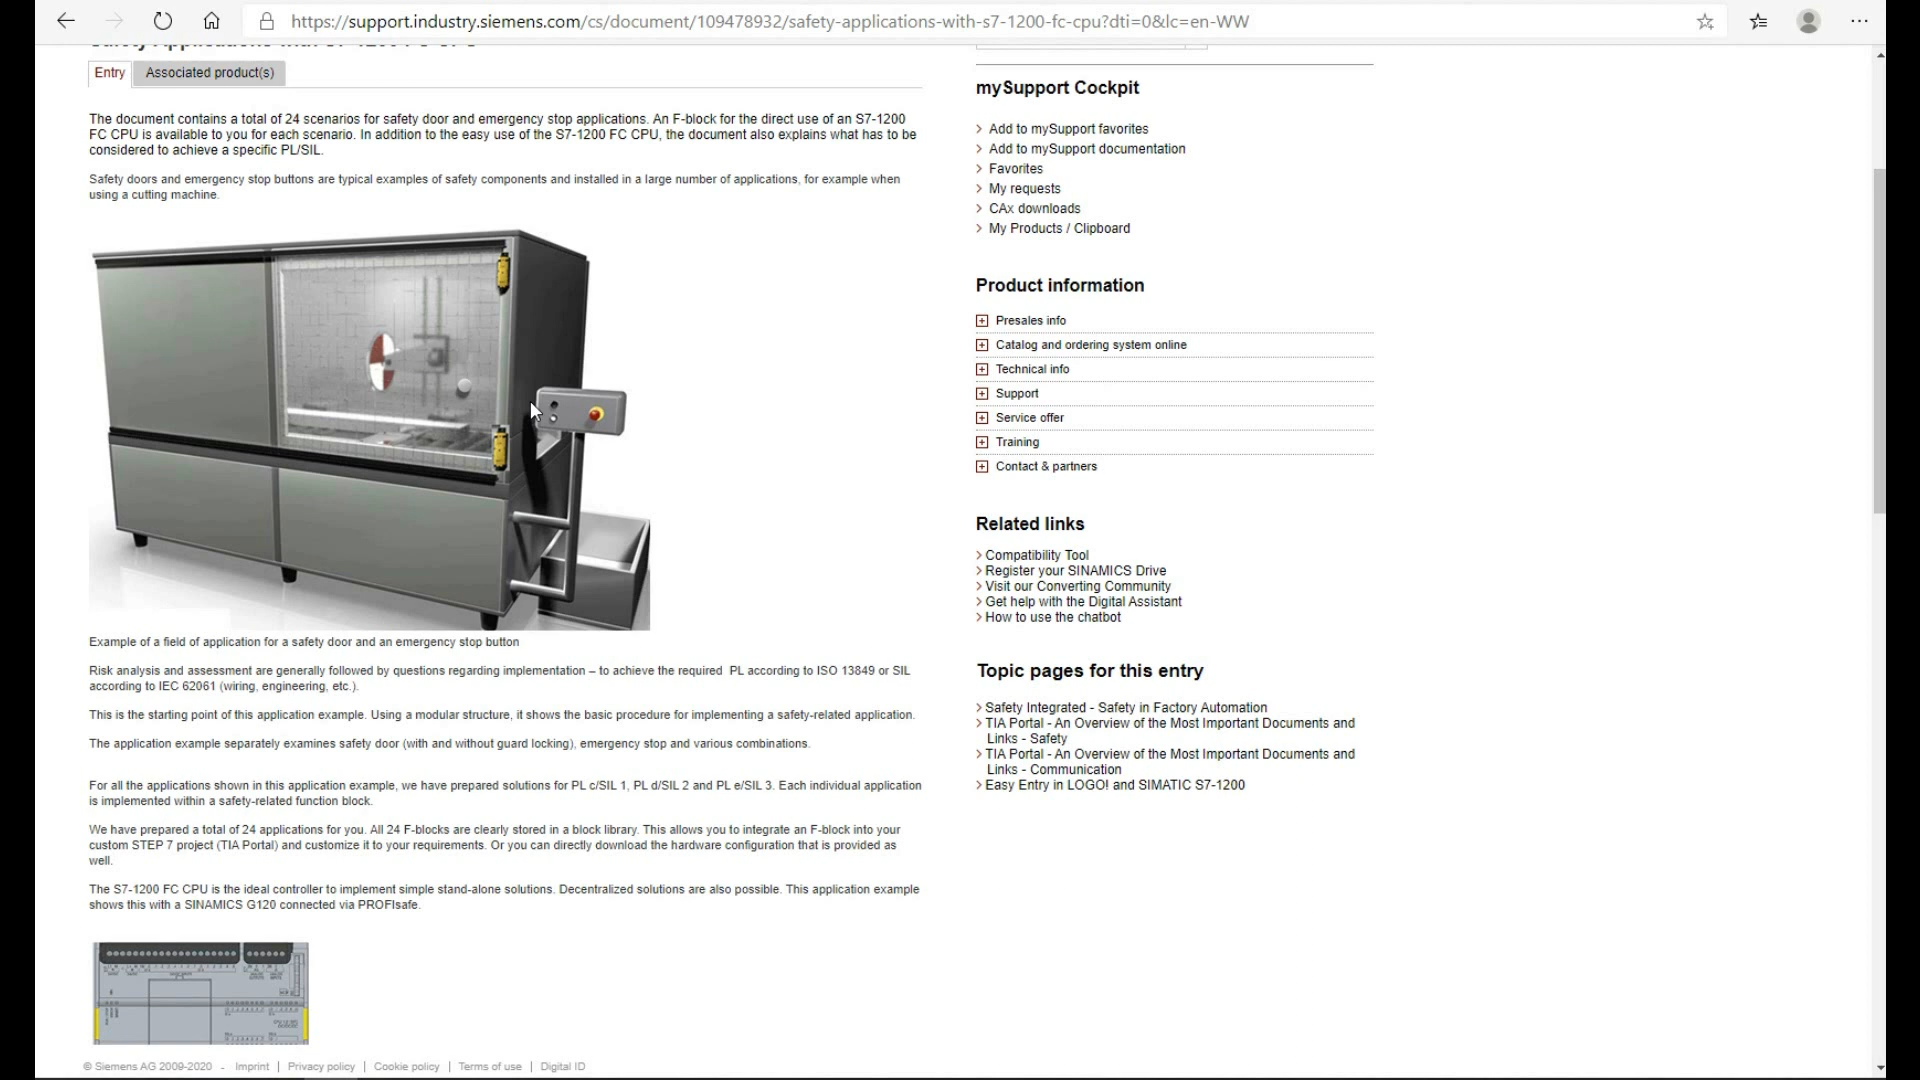 https://support.industry.siemens.com/cs/document/109478932/safety-applications-with-s7-1200-fc-cpu?dti=0&lc=en-WW
Entry
Associated product(s)
The document contains a total of 24 scenarios for safety door and emergency stop applications. An F-block for the direct use of an S7-1200
FC CPU is available to you for each scenario. In addition to the easy use of the S7-1200 FC CPU, the document also explains what has to be
considered to achieve a specific PL/SIL.
Safety doors and emergency stop buttons are typical examples of safety components and installed in a large number of applications, for example when
using a cutting machine.
Example of a field of application for a safety door and an emergency stop button
Risk analysis and assessment are generally followed by questions regarding implementation – to achieve the required  PL according to ISO 13849 or SIL
according to IEC 62061 (wiring, engineering, etc.).
This is the starting point of this application example. Using a modular structure, it shows the basic procedure for implementing a safety-related application.
The application example separately examines safety door (with and without guard locking), emergency stop and various combinations.
For all the applications shown in this application example, we have prepared solutions for PL c/SIL 1, PL d/SIL 2 and PL e/SIL 3. Each individual application
is implemented within a safety-related function block.
We have prepared a total of 24 applications for you. All 24 F-blocks are clearly stored in a block library. This allows you to integrate an F-block into your
custom STEP 7 project (TIA Portal) and customize it to your requirements. Or you can directly download the hardware configuration that is provided as
well.
The S7-1200 FC CPU is the ideal controller to implement simple stand-alone solutions. Decentralized solutions are also possible. This application example
shows this with a SINAMICS G120 connected via PROFIsafe.
mySupport Cockpit
Add to mySupport favorites
Add to mySupport documentation
Favorites
My requests
CAx downloads
My Products / Clipboard
Product information
Presales info
Catalog and ordering system online
Technical info
Support
Service offer
Training
Contact & partners
Related links
Compatibility Tool
Register your SINAMICS Drive
Visit our Converting Community
Get help with the Digital Assistant
How to use the chatbot
Topic pages for this entry
Safety Integrated - Safety in Factory Automation
TIA Portal - An Overview of the Most Important Documents and
Links - Safety
TIA Portal - An Overview of the Most Important Documents and
Links - Communication
Easy Entry in LOGO! and SIMATIC S7-1200
© Siemens AG 2009-2020 - Imprint | Privacy policy | Cookie policy | Terms of use | Digital ID